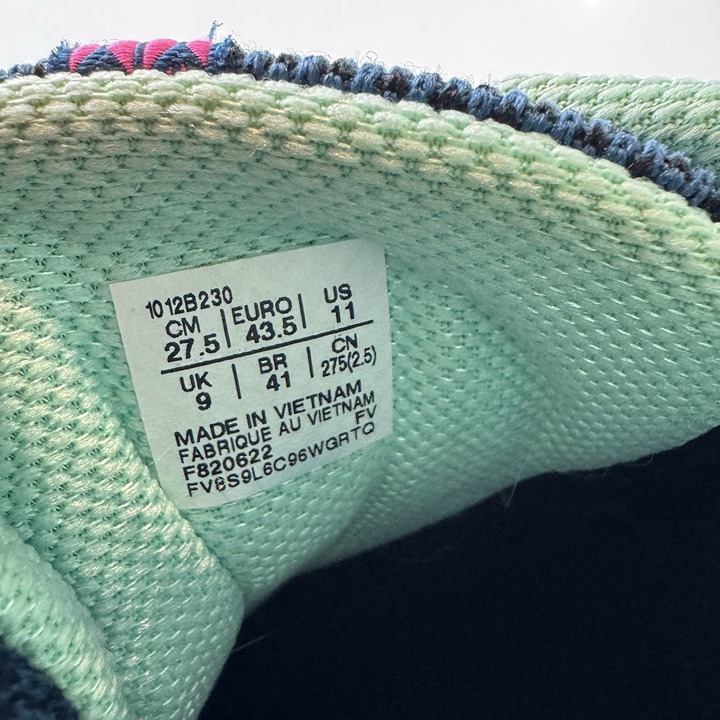 1012B230
CM | EURO | US
27.5 | 43.5 | 11
UK | BR | CN
9 | 41 | 275(2.5)
MADE IN VIETNAM
FABRIQUE AU VIETNAM
F820622 FV
FVBS9L6C96WGRTQ